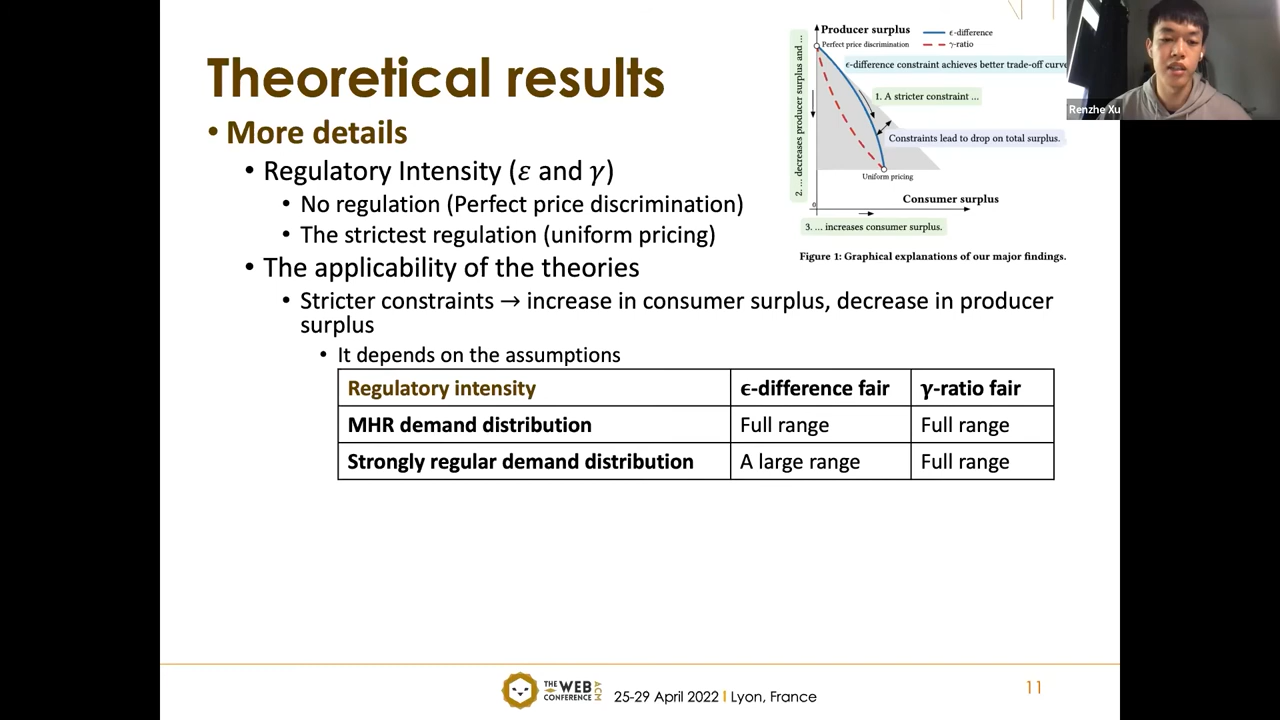 Theoretical results
• More details
• Regulatory Intensity (ε and γ)
• No regulation (Perfect price discrimination)
• The strictest regulation (uniform pricing)
• The applicability of the theories
• Stricter constraints → increase in consumer surplus, decrease in producer
surplus
• It depends on the assumptions
Regulatory intensity ϵ-difference fair γ-ratio fair
MHR demand distribution Full range Full range
Strongly regular demand distribution A large range Full range
Producer surplus
Perfect price discrimination
ϵ-difference
γ-ratio
ϵ-difference constraint achieves better trade-off curve
1. A stricter constraint ...
Constraints lead to drop on total surplus.
2. ... decreases producer surplus and ...
Uniform pricing
0
Consumer surplus
3. ... increases consumer surplus.
Figure 1: Graphical explanations of our major findings.
Renzhe Xu
THE WEB CONFERENCE ACM
25-29 April 2022 | Lyon, France
11